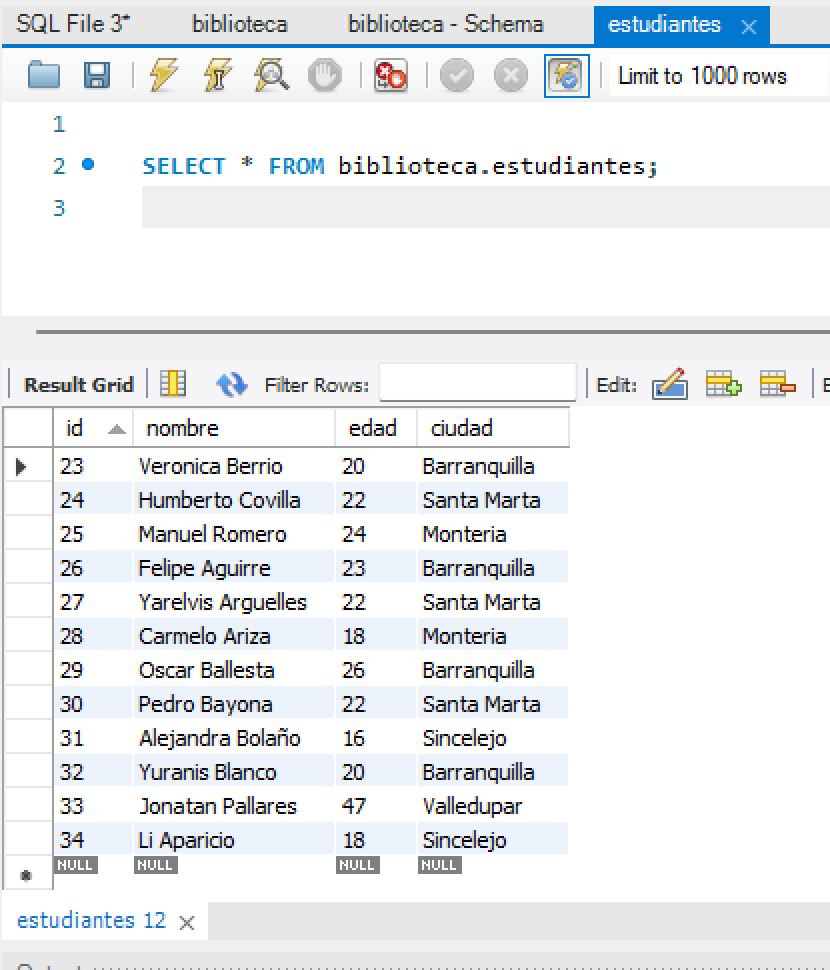 SQL File 3* biblioteca biblioteca - Schema estudiantes
Limit to 1000 rows
1
2 SELECT * FROM biblioteca.estudiantes;
3
Result Grid Filter Rows: Edit:
id nombre edad ciudad
23 Veronica Berrio 20 Barranquilla
24 Humberto Covilla 22 Santa Marta
25 Manuel Romero 24 Monteria
26 Felipe Aguirre 23 Barranquilla
27 Yarelvis Arguelles 22 Santa Marta
28 Carmelo Ariza 18 Monteria
29 Oscar Ballesta 26 Barranquilla
30 Pedro Bayona 22 Santa Marta
31 Alejandra Bolaño 16 Sincelejo
32 Yuranis Blanco 20 Barranquilla
33 Jonatan Pallares 47 Valledupar
34 Li Aparicio 18 Sincelejo
NULL NULL NULL NULL
estudiantes 12